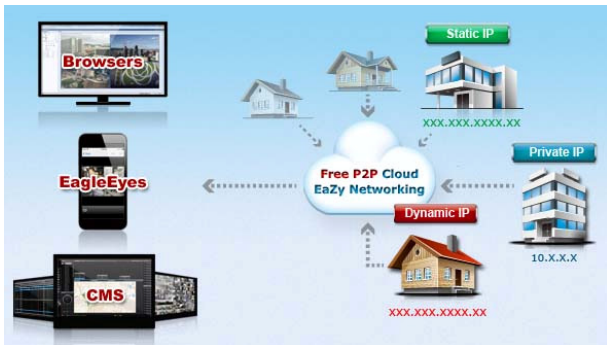 Browsers
EagleEyes
CMS
Static IP
XXX.XXX.XXXX.XX
Private IP
10.X.X.X
Free P2P Cloud
EaZy Networking
Dynamic IP
XXX.XXX.XXXX.XX